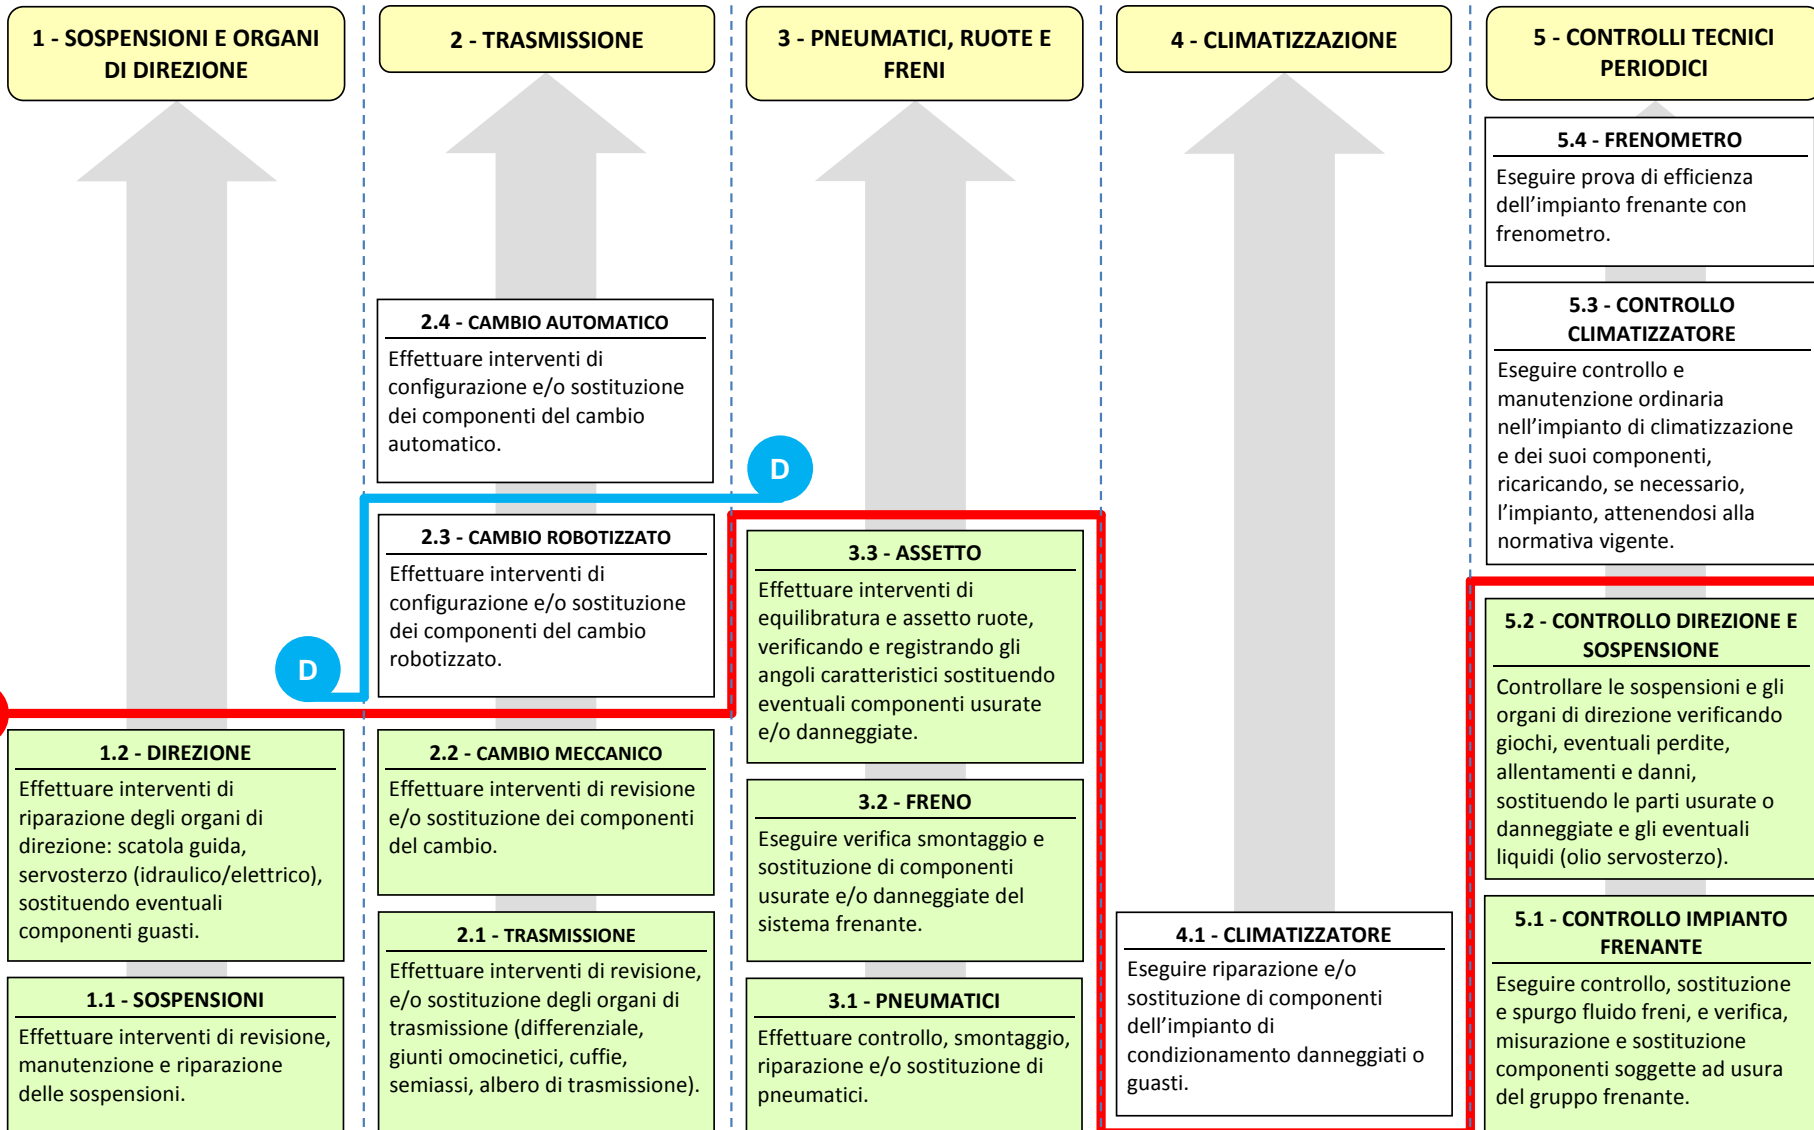 1 - SOSPENSIONI E ORGANI
DI DIREZIONE
2 - TRASMISSIONE
3 - PNEUMATICI, RUOTE E
FRENI
4 - CLIMATIZZAZIONE
5 - CONTROLLI TECNICI
PERIODICI
5.4 - FRENOMETRO
Eseguire prova di efficienza
dell’impianto frenante con
frenometro.
2.4 - CAMBIO AUTOMATICO
Effettuare interventi di
configurazione e/o sostituzione
dei componenti del cambio
automatico.
5.3 - CONTROLLO
CLIMATIZZATORE
Eseguire controllo e
manutenzione ordinaria
nell’impianto di climatizzazione
e dei suoi componenti,
ricaricando, se necessario,
l’impianto, attenendosi alla
normativa vigente.
D
2.3 - CAMBIO ROBOTIZZATO
Effettuare interventi di
configurazione e/o sostituzione
dei componenti del cambio
robotizzato.
D
3.3 - ASSETTO
Effettuare interventi di
equilibratura e assetto ruote,
verificando e registrando gli
angoli caratteristici sostituendo
eventuali componenti usurate
e/o danneggiate.
5.2 - CONTROLLO DIREZIONE E
SOSPENSIONE
Controllare le sospensioni e gli
organi di direzione verificando
giochi, eventuali perdite,
allentamenti e danni,
sostituendo le parti usurate o
danneggiate e gli eventuali
liquidi (olio servosterzo).
1.2 - DIREZIONE
Effettuare interventi di
riparazione degli organi di
direzione: scatola guida,
servosterzo (idraulico/elettrico),
sostituendo eventuali
componenti guasti.
2.2 - CAMBIO MECCANICO
Effettuare interventi di revisione
e/o sostituzione dei componenti
del cambio.
3.2 - FRENO
Eseguire verifica smontaggio e
sostituzione di componenti
usurate e/o danneggiate del
sistema frenante.
1.1 - SOSPENSIONI
Effettuare interventi di revisione,
manutenzione e riparazione
delle sospensioni.
2.1 - TRASMISSIONE
Effettuare interventi di revisione,
e/o sostituzione degli organi di
trasmissione (differenziale,
giunti omocinetici, cuffie,
semiassi, albero di trasmissione).
3.1 - PNEUMATICI
Effettuare controllo, smontaggio,
riparazione e/o sostituzione di
pneumatici.
4.1 - CLIMATIZZATORE
Eseguire riparazione e/o
sostituzione di componenti
dell’impianto di
condizionamento danneggiati o
guasti.
5.1 - CONTROLLO IMPIANTO
FRENANTE
Eseguire controllo, sostituzione
e spurgo fluido freni, e verifica,
misurazione e sostituzione
componenti soggette ad usura
del gruppo frenante.